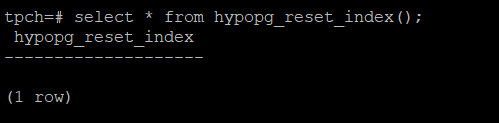 tpch=# select * from hypopg_reset_index();
 hypopg_reset_index
--------------------
(1 row)